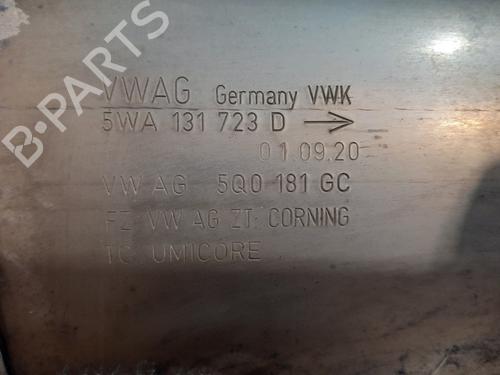 B-PARTS
VWAG Germany VWK
5WA 131 723 D →
01.09.20
VW AG 5Q0 181 GC
FZ: VW AG ZT: CORNING
TC: UMICORE